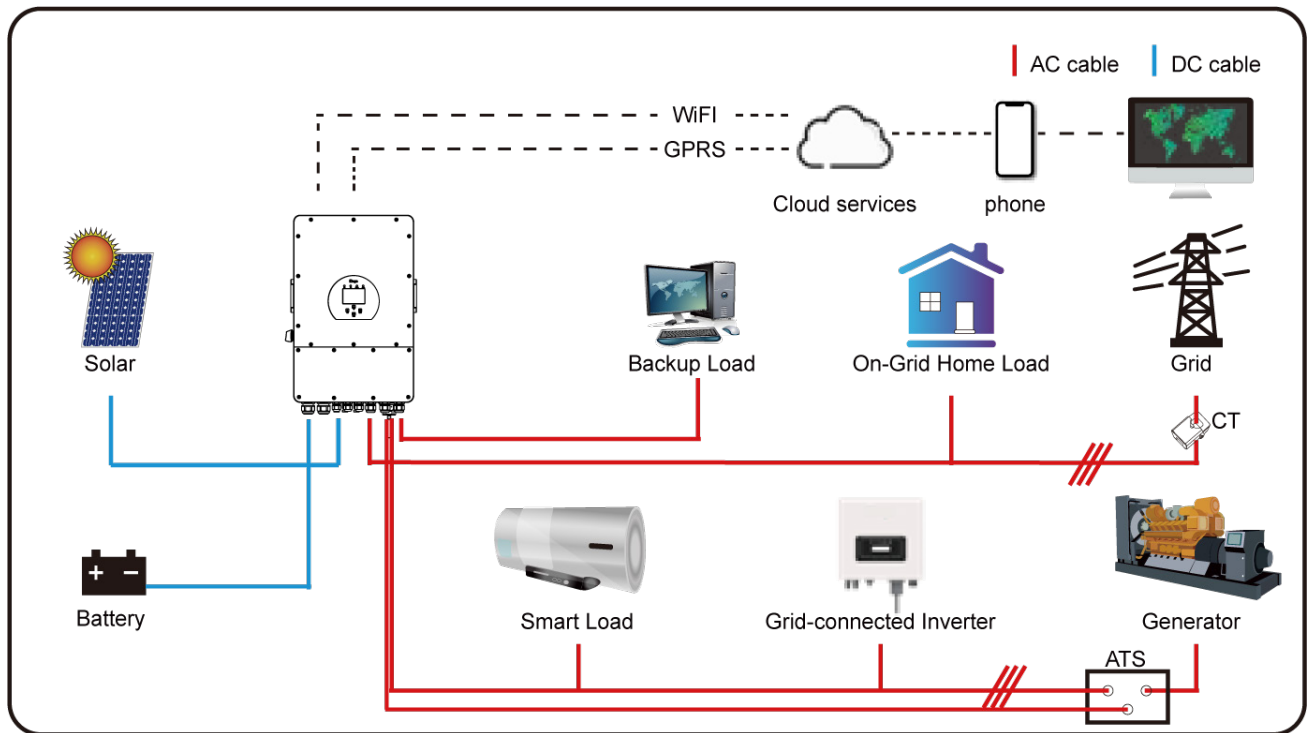 AC cable
DC cable
WiFI
GPRS
Cloud services
phone
Solar
Backup Load
On-Grid Home Load
Grid
CT
Battery
Smart Load
Grid-connected Inverter
Generator
ATS